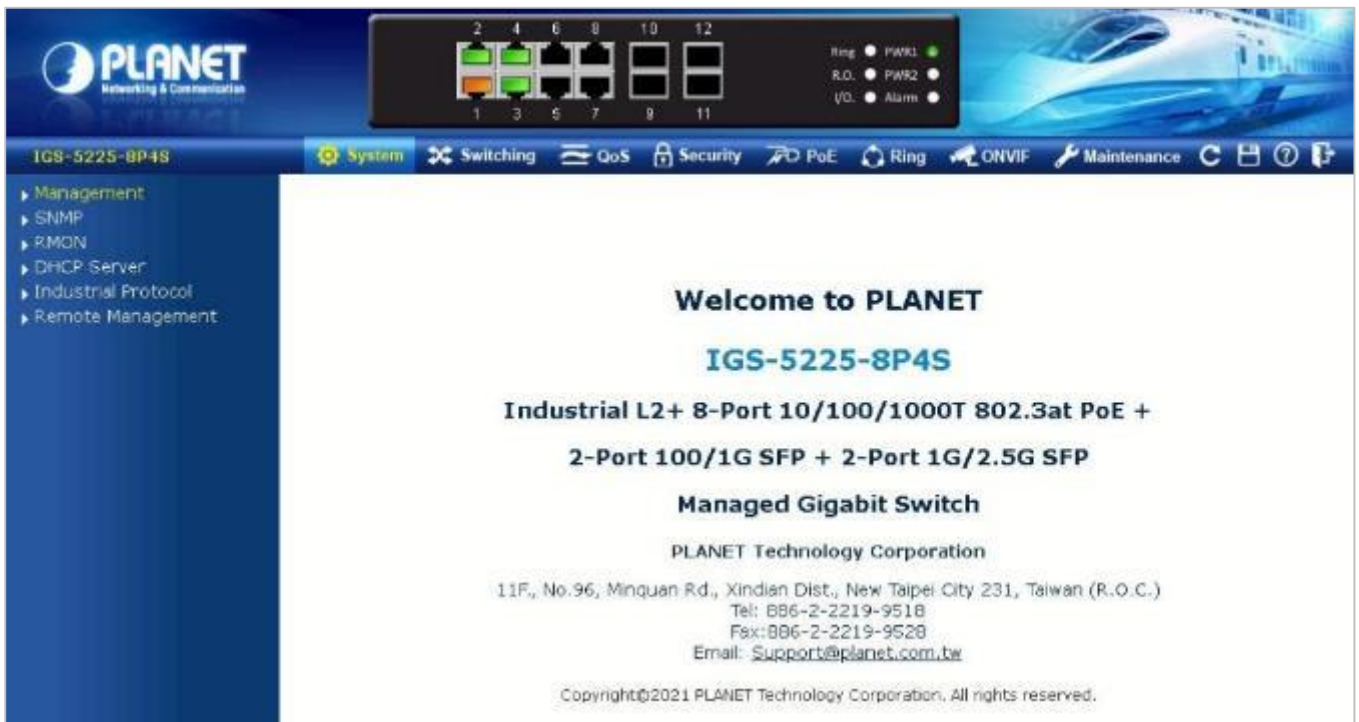 PLANET
Networking & Communication
2 4 6 8 10 12
1 3 5 7 9 11
Ring PWR1
R.O. PWR2
I/O. Alarm
IGS-5225-8P4S
System Switching QoS Security PoE Ring ONVIF Maintenance
Management
SNMP
RMON
DHCP Server
Industrial Protocol
Remote Management
Welcome to PLANET
IGS-5225-8P4S
Industrial L2+ 8-Port 10/100/1000T 802.3at PoE +
2-Port 100/1G SFP + 2-Port 1G/2.5G SFP
Managed Gigabit Switch
PLANET Technology Corporation
11F., No.96, Minquan Rd., Xindian Dist., New Taipei City 231, Taiwan (R.O.C.)
Tel: 886-2-2219-9518
Fax:886-2-2219-9528
Email: Support@planet.com.tw
Copyright©2021 PLANET Technology Corporation. All rights reserved.